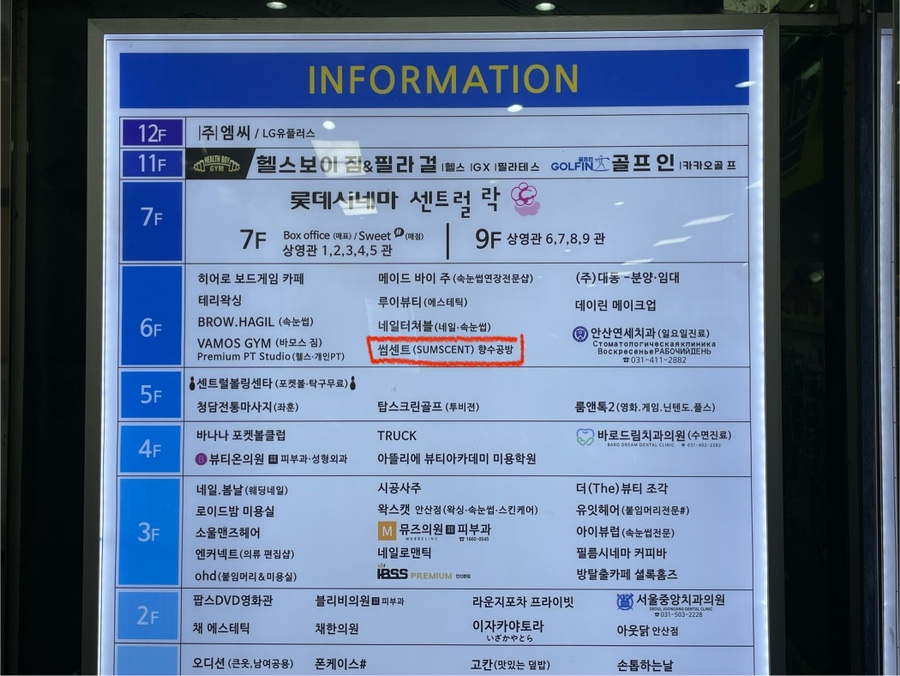 INFORMATION
12F
(주)엠씨 / LG유플러스
11F
HEALTH BOY GYM
헬스보이 짐&필라걸 |헬스 |GX |필라테스
GOLFIN 골프인 |카카오골프
7F
롯데시네마 센트럴 락
7F Box office (매표) / Sweet (매점)
상영관 1,2,3,4,5 관
9F 상영관 6,7,8,9 관
6F
히어로 보드게임 카페
테리왁싱
BROW.HAGIL (속눈썹)
VAMOS GYM (바모스 짐)
Premium PT Studio (헬스·개인PT)
메이드 바이 주 (속눈썹연장전문샵)
루이뷰티 (에스테틱)
네일터쳐블 (네일·속눈썹)
썸센트 (SUMSCENT) 향수공방
(주)대동 -분양·임대
데이린 메이크업
안산연세치과 (일요일진료)
Стоматологическаяклиника
ВоскресеньеРАБОЧИЙДЕНЬ
☎031-411-2882
5F
센트럴볼링센타 (포켓볼·탁구무료)
청담전통마사지 (좌훈)
탑스크린골프 (투비전)
룸앤톡2 (영화.게임.닌텐도.플스)
4F
바나나 포켓볼클럽
B 뷰티온의원 피부과·성형외과
TRUCK
아뜰리에 뷰티아카데미 미용학원
바로드림치과의원 (수면진료)
BARO DREAM DENTAL CLINIC ☎ 031-402-2282
3F
네일.봄날 (웨딩네일)
로이드밤 미용실
소울맨즈헤어
엔커넥트 (의류 편집샵)
ohd (붙임머리&미용실)
시공사주
왁스캣 안산점 (왁싱·속눈썹·스킨케어)
M 뮤즈의원 피부과
MUSECLINIC ☎ 1660-0545
네일로맨틱
IBSS PREMIUM 안산본점
더(The)뷰티 조각
유잇헤어 (붙임머리전문#)
아이뷰럽 (속눈썹전문)
필름시네마 커피바
방탈출카페 셜록홈즈
2F
팝스DVD영화관
채 에스테틱
블리비의원 피부과
채한의원
라운지포차 프라이빗
이자카야토라
いざかやとら
서울중앙치과의원
SEOUL JOONGANG DENTAL CLINIC
☎031-503-2228
아웃닭 안산점
오디션 (큰옷,남여공용)
폰케이스#
고칸 (맛있는 덮밥)
손톱하는날